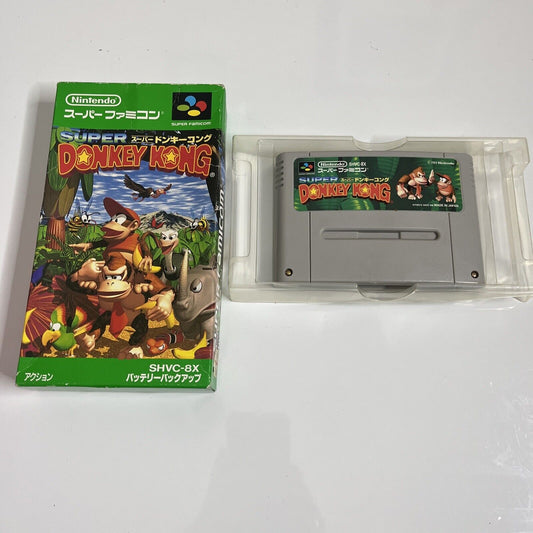 Nintendo
スーパーファミコン
SUPER FAMICOM
SUPER スーパードンキーコング
DONKEY KONG
SHVC-8X
アクション
バッテリーバックアップ
Nintendo SHVC-8X
スーパーファミコン
SUPER スーパードンキーコング
DONKEY KONG
MADE IN JAPAN